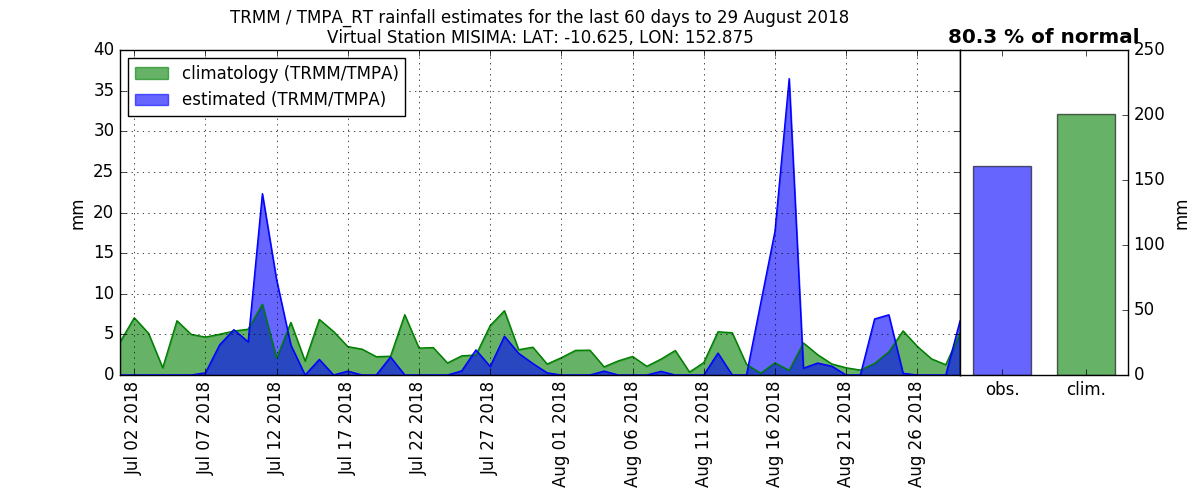 TRMM / TMPA_RT rainfall estimates for the last 60 days to 29 August 2018
Virtual Station MISIMA: LAT: -10.625, LON: 152.875
80.3 % of normal
climatology (TRMM/TMPA)
estimated (TRMM/TMPA)
mm
40
35
30
25
20
15
10
5
0
Jul 02 2018
Jul 07 2018
Jul 12 2018
Jul 17 2018
Jul 22 2018
Jul 27 2018
Aug 01 2018
Aug 06 2018
Aug 11 2018
Aug 16 2018
Aug 21 2018
Aug 26 2018
obs.
clim.
250
200
150
100
50
0
mm